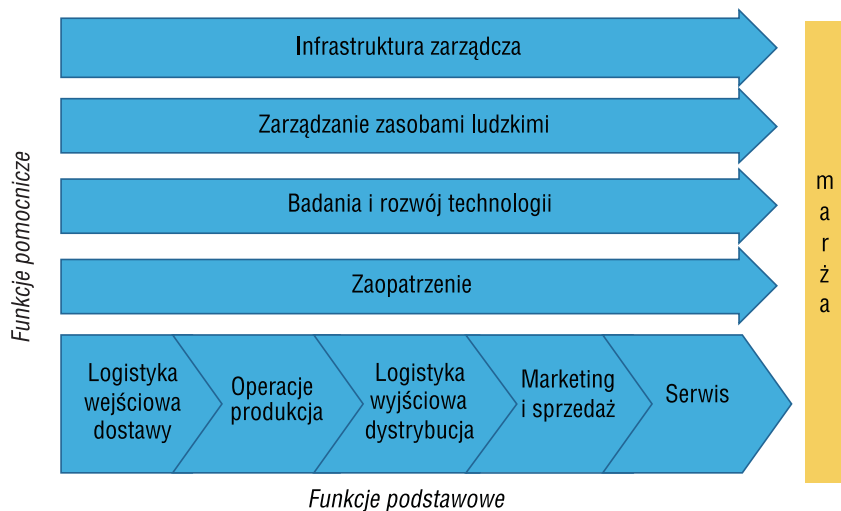 Infrastruktura zarządcza
Zarządzanie zasobami ludzkimi
Badania i rozwój technologii
Zaopatrzenie
Funkcje pomocnicze
Logistyka
wejściowa
dostawy
Operacje
produkcja
Logistyka
wyjściowa
dystrybucja
Marketing
i sprzedaż
Serwis
Funkcje podstawowe
marża